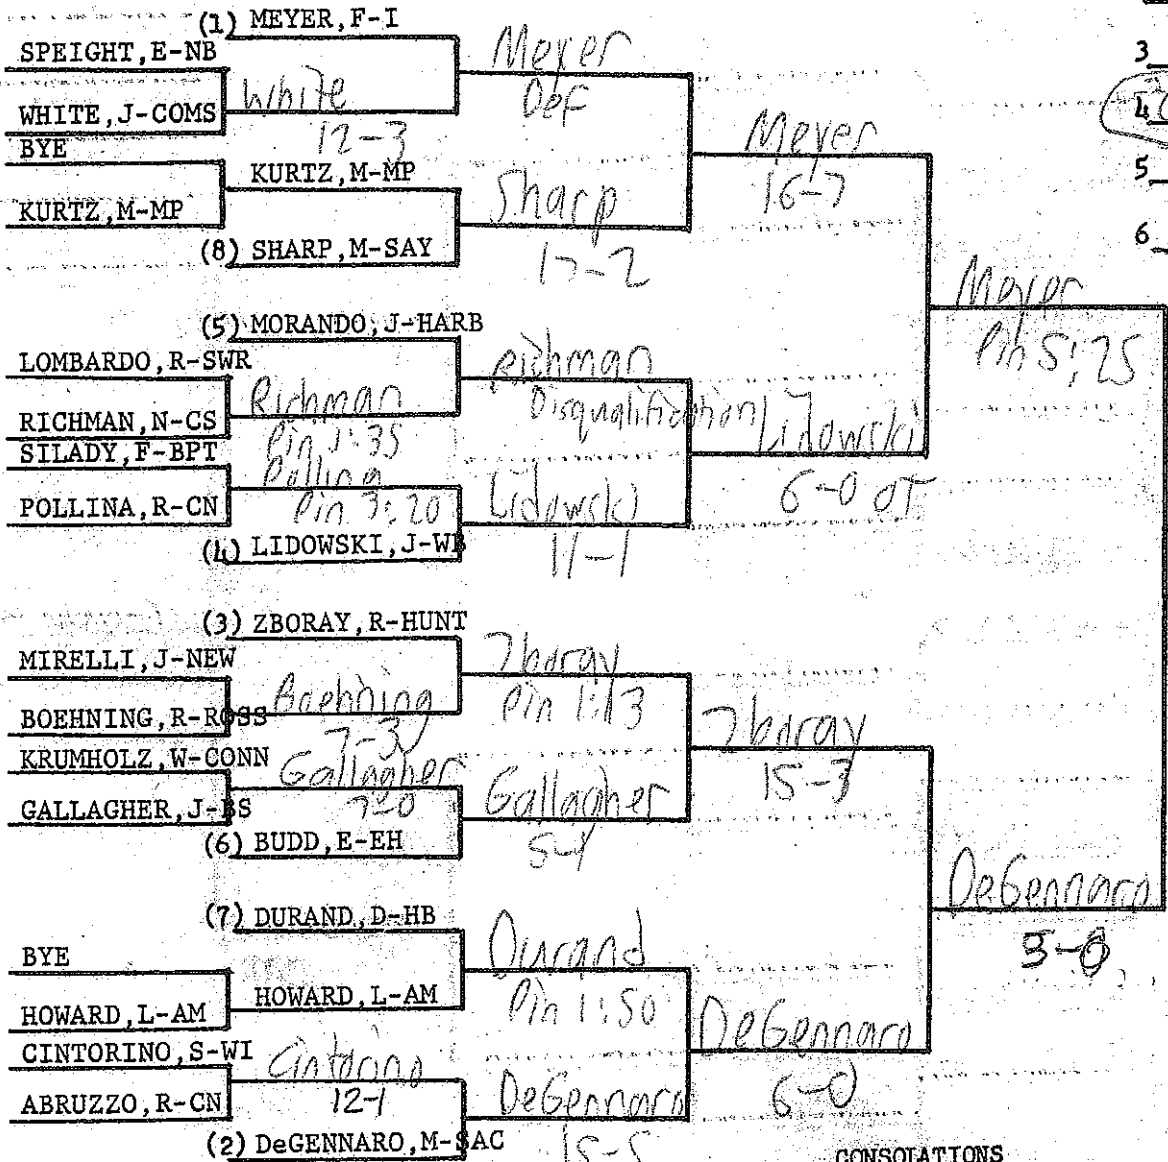 (1) MEYER, F-I
SPEIGHT, E-NB
Meyer
3
WHITE, J-COMS
White
Def
4
12-3
Meyer
BYE
KURTZ, M-MP
16-7
5
KURTZ, M-MP
Sharp
(8) SHARP, M-SAY
17-2
6
Meyer
Pin 5:25
(5) MORANDO, J-HARB
LOMBARDO, R-SWR
Richman
Richman
Disqualification
RICHMAN, N-CS
Pin 1:35
Lidowski
SILADY, F-BPT
Pollina
6-0 OT
POLLINA, R-CN
Pin 3:20
Lidowski
(4) LIDOWSKI, J-WB
11-1
(3) ZBORAY, R-HUNT
MIRELLI, J-NEW
Zboray
Boehning
Pin 1:13
BOEHNING, R-ROSS
7-3
Zboray
KRUMHOLZ, W-CONN
Gallagher
15-3
GALLAGHER, J-BS
7-0
Gallagher
(6) BUDD, E-EH
5-1
DeGennaro
(7) DURAND, D-HB
Durand
BYE
HOWARD, L-AM
Pin 1:50
HOWARD, L-AM
DeGennaro
CINTORINO, S-WI
Cintorino
6-0
ABRUZZO, R-CN
12-1
DeGennaro
(2) DeGENNARO, M-SAC
15-5
CONSOLATIONS